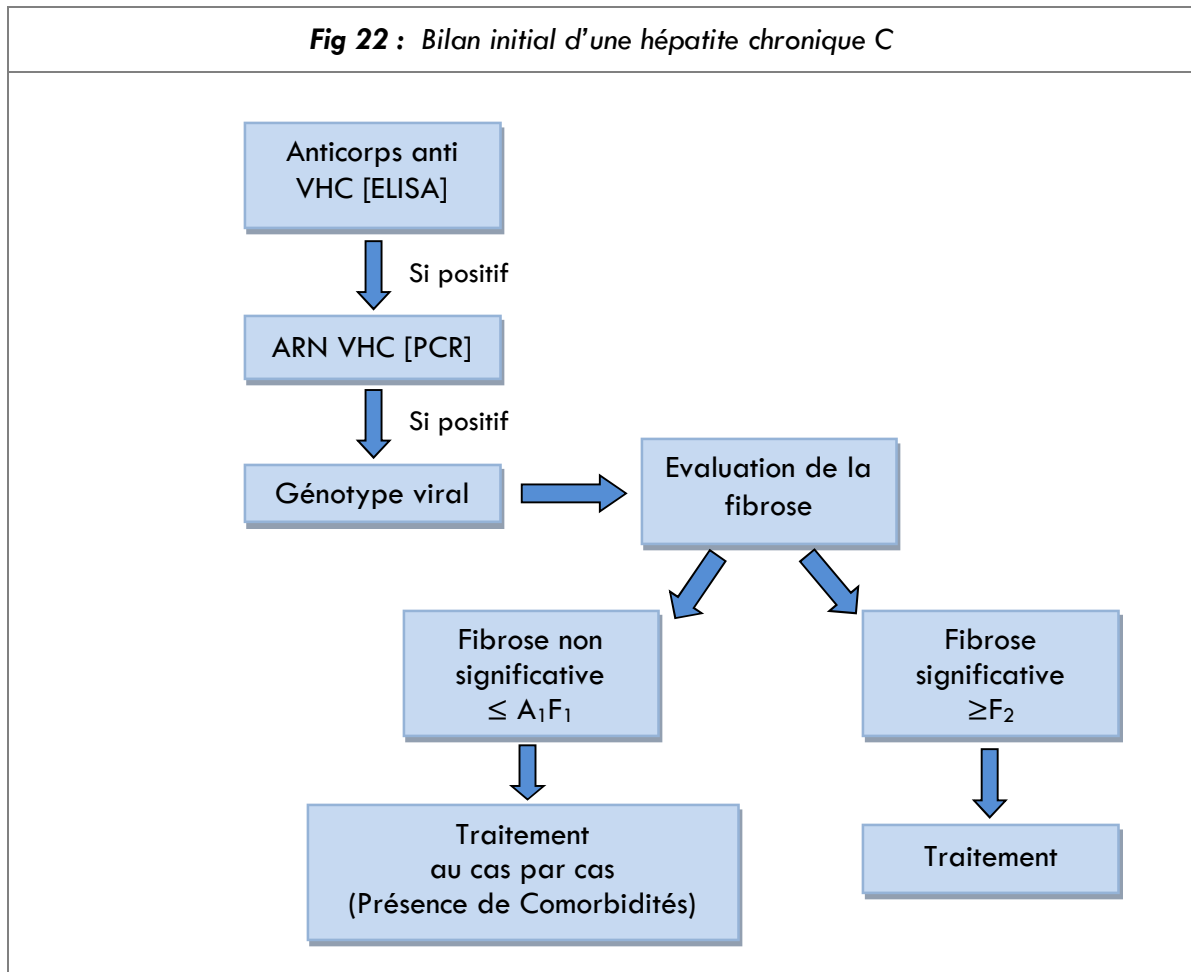 Fig 22 : Bilan initial d'une hépatite chronique C
Anticorps anti
VHC [ELISA]
Si positif
ARN VHC [PCR]
Si positif
Génotype viral
Evaluation de la
fibrose
Fibrose non
significative
≤ A₁F₁
Fibrose
significative
≥F₂
Traitement
au cas par cas
(Présence de Comorbidités)
Traitement